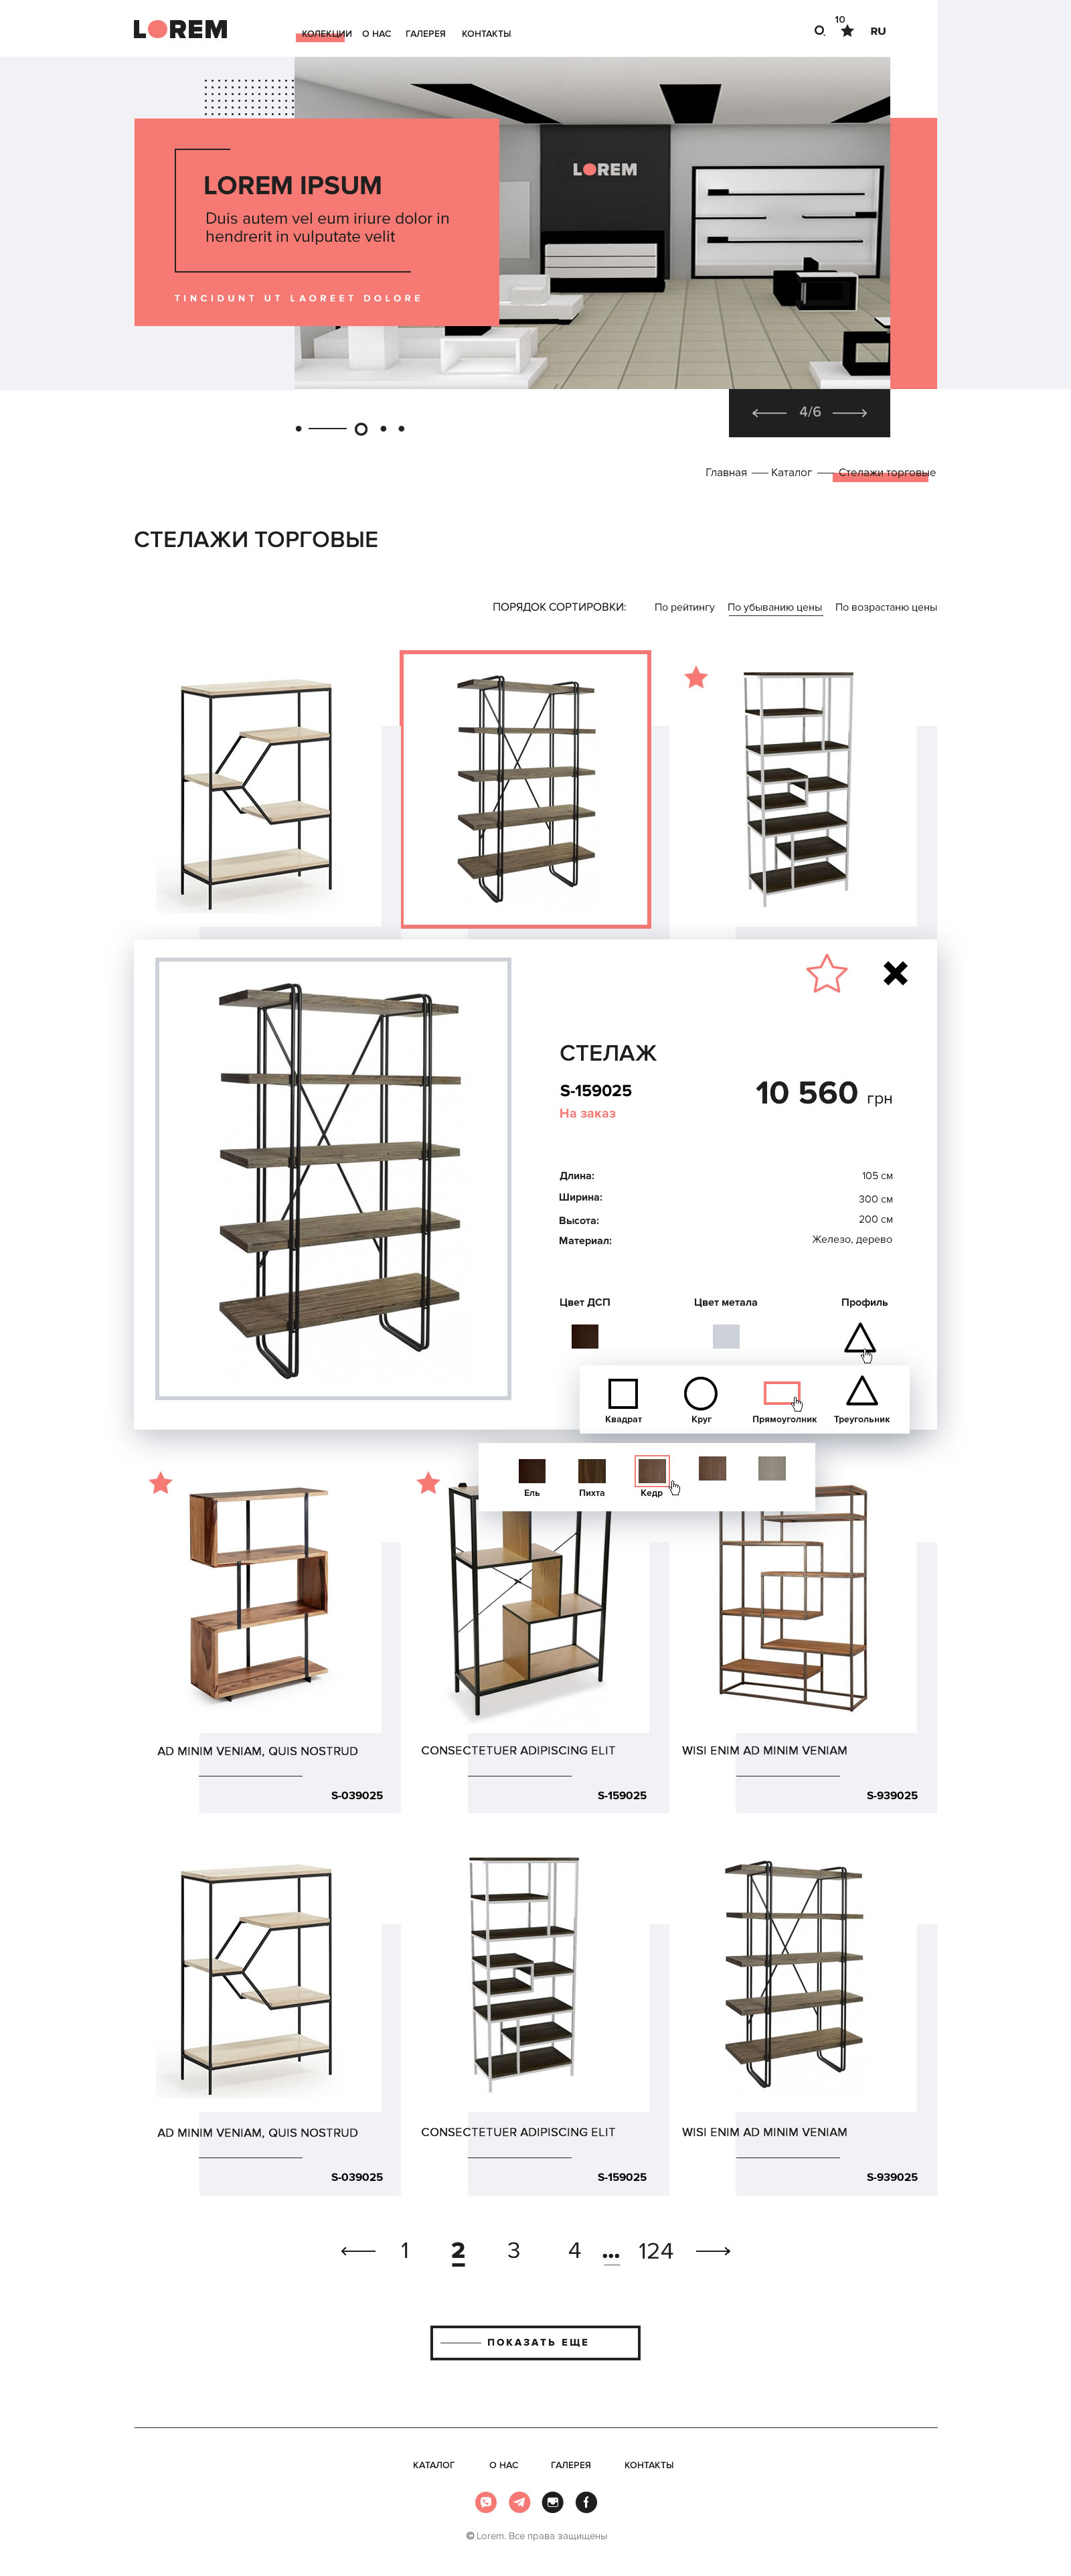 LOREM
КОЛЕКЦИИ О НАС ГАЛЕРЕЯ КОНТАКТЫ
10
RU
LOREM
LOREM IPSUM
Duis autem vel eum iriure dolor in
hendrerit in vulputate velit
TINCIDUNT UT LAOREET DOLORE
4/6
Главная — Каталог — Стелажи торговые
СТЕЛАЖИ ТОРГОВЫЕ
ПОРЯДОК СОРТИРОВКИ: По рейтингу По убыванию цены По возрастаню цены
СТЕЛАЖ
S-159025
10 560 грн
На заказ
Длина: 105 см
Ширина: 300 см
Высота: 200 см
Материал: Железо, дерево
Цвет ДСП Цвет метала Профиль
Квадрат Круг Прямоуголник Треугольник
Ель Пихта Кедр
AD MINIM VENIAM, QUIS NOSTRUD
S-039025
CONSECTETUER ADIPISCING ELIT
S-159025
WISI ENIM AD MINIM VENIAM
S-939025
AD MINIM VENIAM, QUIS NOSTRUD
S-039025
CONSECTETUER ADIPISCING ELIT
S-159025
WISI ENIM AD MINIM VENIAM
S-939025
1 2 3 4 ... 124
ПОКАЗАТЬ ЕЩЕ
КАТАЛОГ О НАС ГАЛЕРЕЯ КОНТАКТЫ
© Lorem. Все права защищены